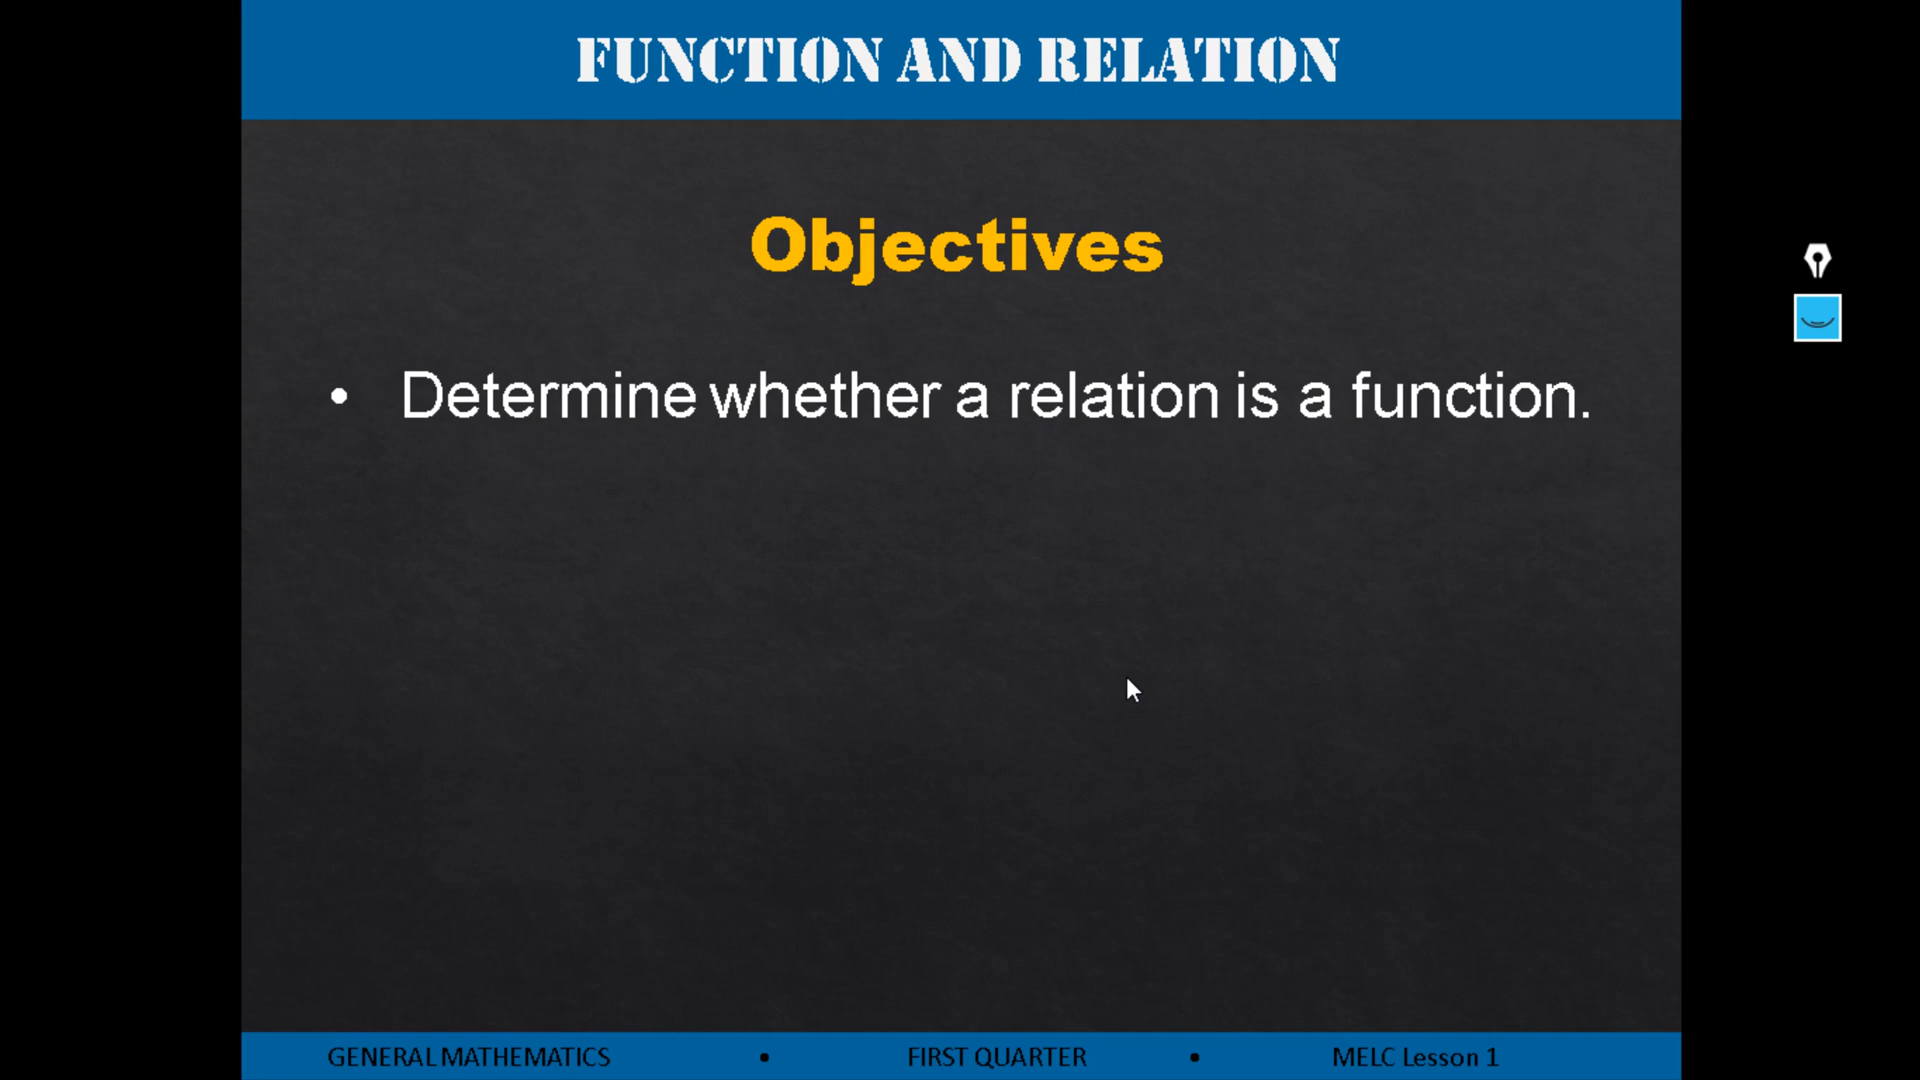 FUNCTION AND RELATION
Objectives
• Determine whether a relation is a function.
GENERAL MATHEMATICS • FIRST QUARTER • MELC Lesson 1